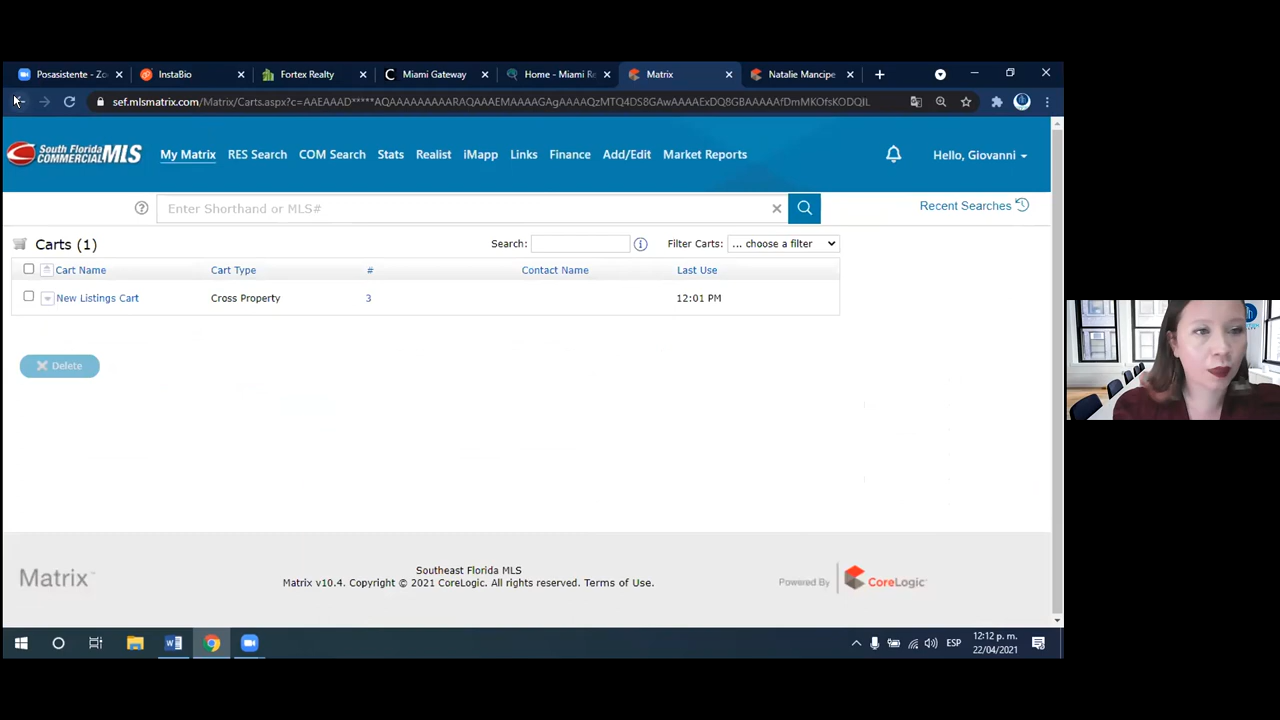 Posasistente - Zo
InstaBio
Fortex Realty
Miami Gateway
Home - Miami Re
Matrix
Natalie Mancipe
sef.mlsmatrix.com/Matrix/Carts.aspx?c=AAEAAAD*****AQAAAAAAAAARAQAAAEMAAAAGAgAAAAQzMTQ4DS8GAwAAAAExDQ8GBAAAAAfDmMKOfsKODQIL
South Florida
COMMERCIALMLS
My Matrix RES Search COM Search Stats Realist iMapp Links Finance Add/Edit Market Reports
Hello, Giovanni
Enter Shorthand or MLS#
Recent Searches
Carts (1)
Search:
Filter Carts: ... choose a filter
Cart Name Cart Type # Contact Name Last Use
New Listings Cart Cross Property 3 12:01 PM
Delete
Matrix™
Southeast Florida MLS
Matrix v10.4. Copyright © 2021 CoreLogic. All rights reserved. Terms of Use.
Powered By
CoreLogic
ESP
12:12 p. m.
22/04/2021